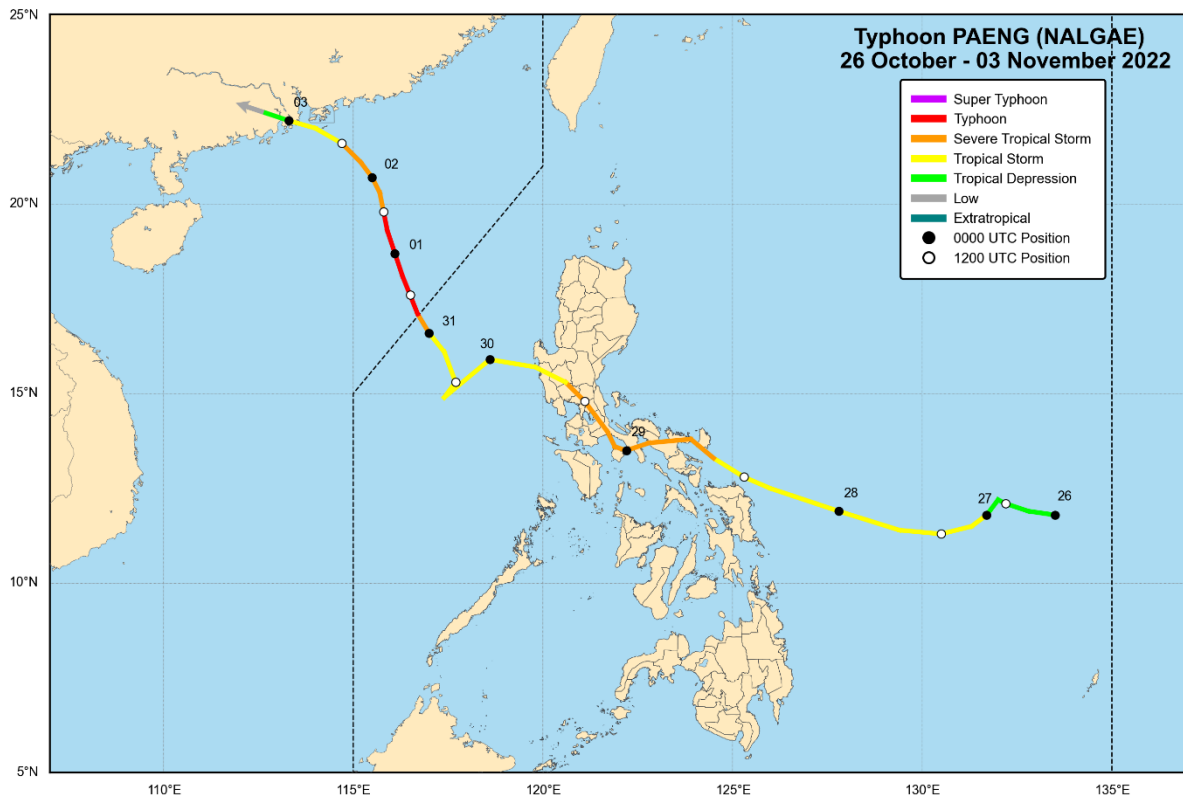 Typhoon PAENG (NALGAE)
26 October - 03 November 2022
Super Typhoon
Typhoon
Severe Tropical Storm
Tropical Storm
Tropical Depression
Low
Extratropical
0000 UTC Position
1200 UTC Position
25°N
20°N
15°N
10°N
5°N
03
02
01
31
30
29
28
27
26
110°E
115°E
120°E
125°E
130°E
135°E